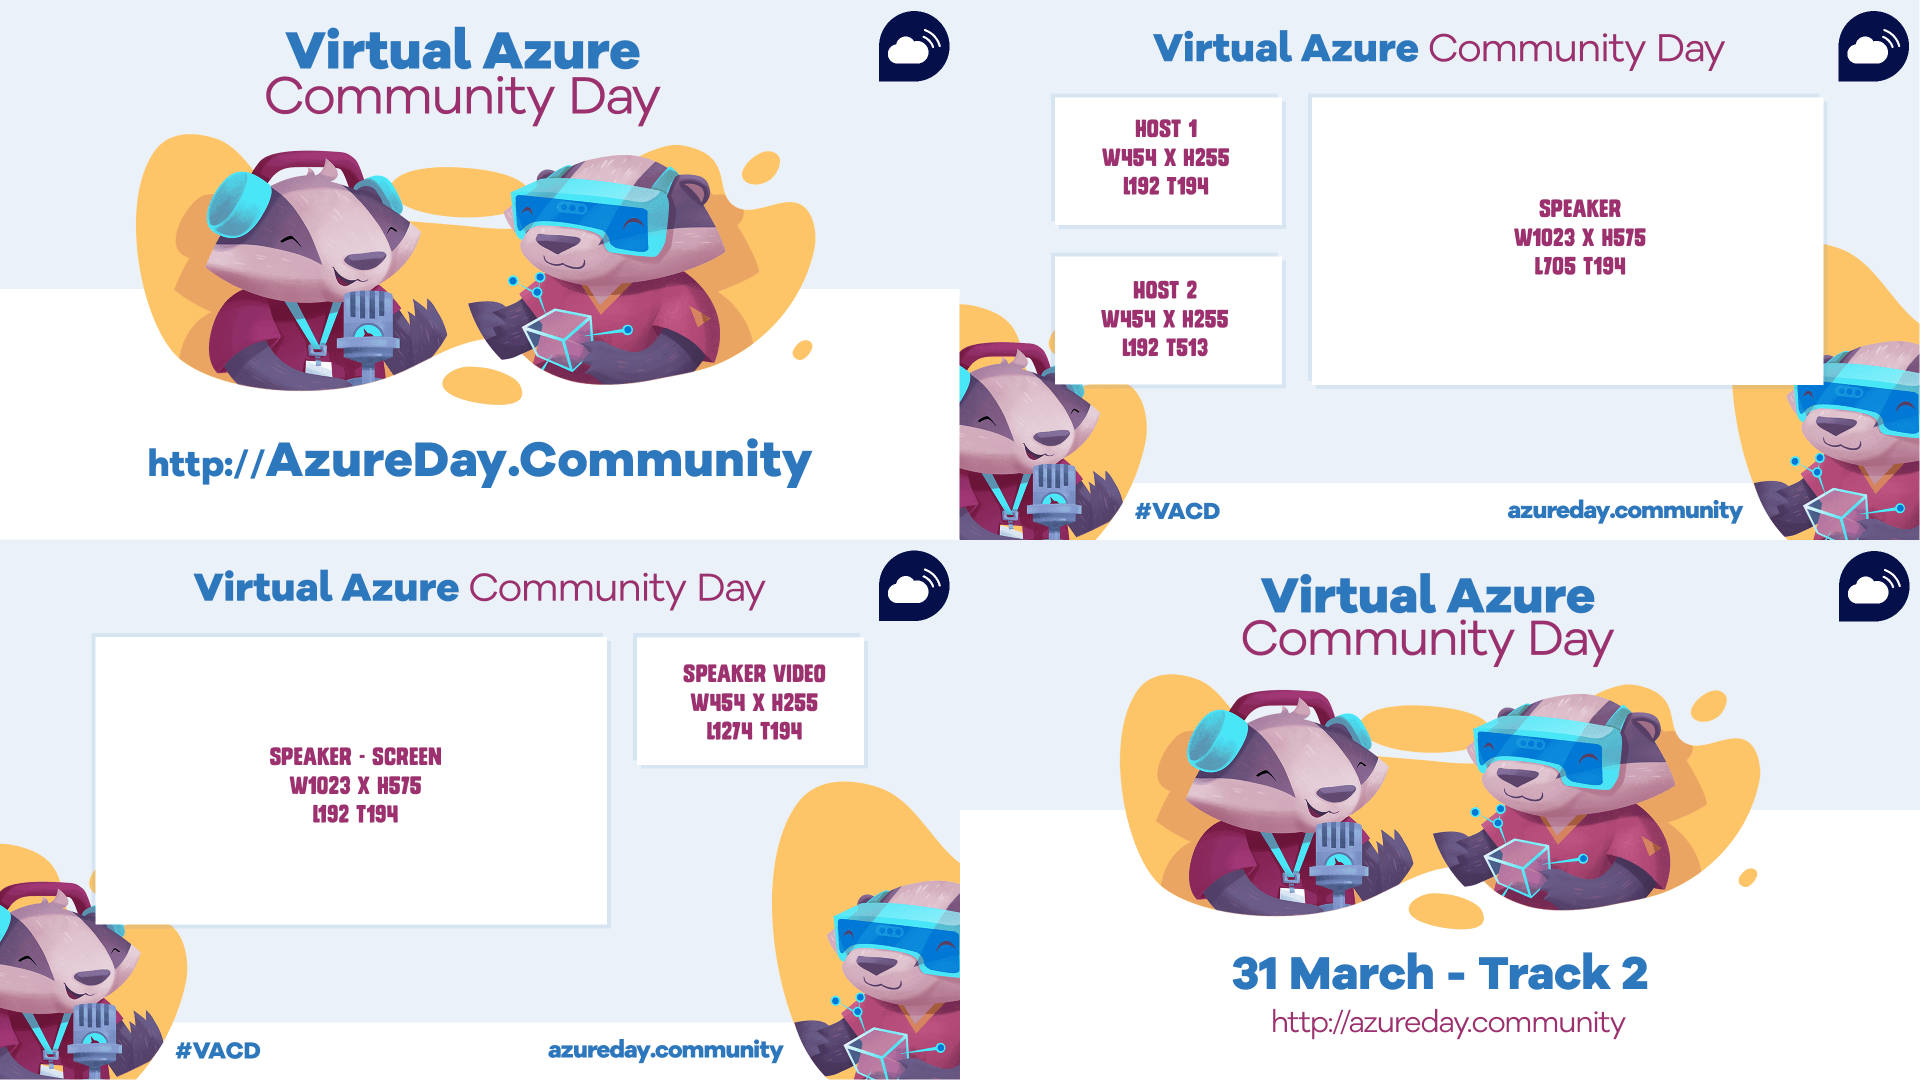 Virtual Azure
Community Day
http://AzureDay.Community
Virtual Azure Community Day
HOST 1
W454 X H255
L192 T194
HOST 2
W454 X H255
L192 T513
SPEAKER
W1023 X H575
L705 T194
#VACD
azureday.community
Virtual Azure Community Day
SPEAKER - SCREEN
W1023 X H575
L192 T194
SPEAKER VIDEO
W454 X H255
L1274 T194
#VACD
azureday.community
Virtual Azure
Community Day
31 March - Track 2
http://azureday.community